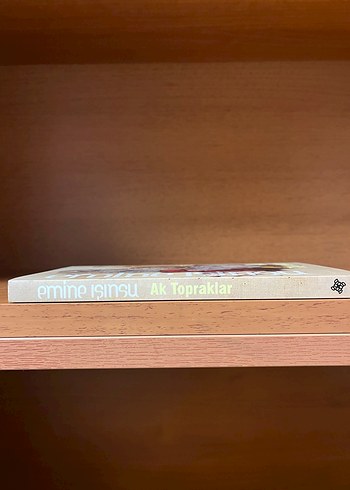 emine ışınsu Ak Topraklar